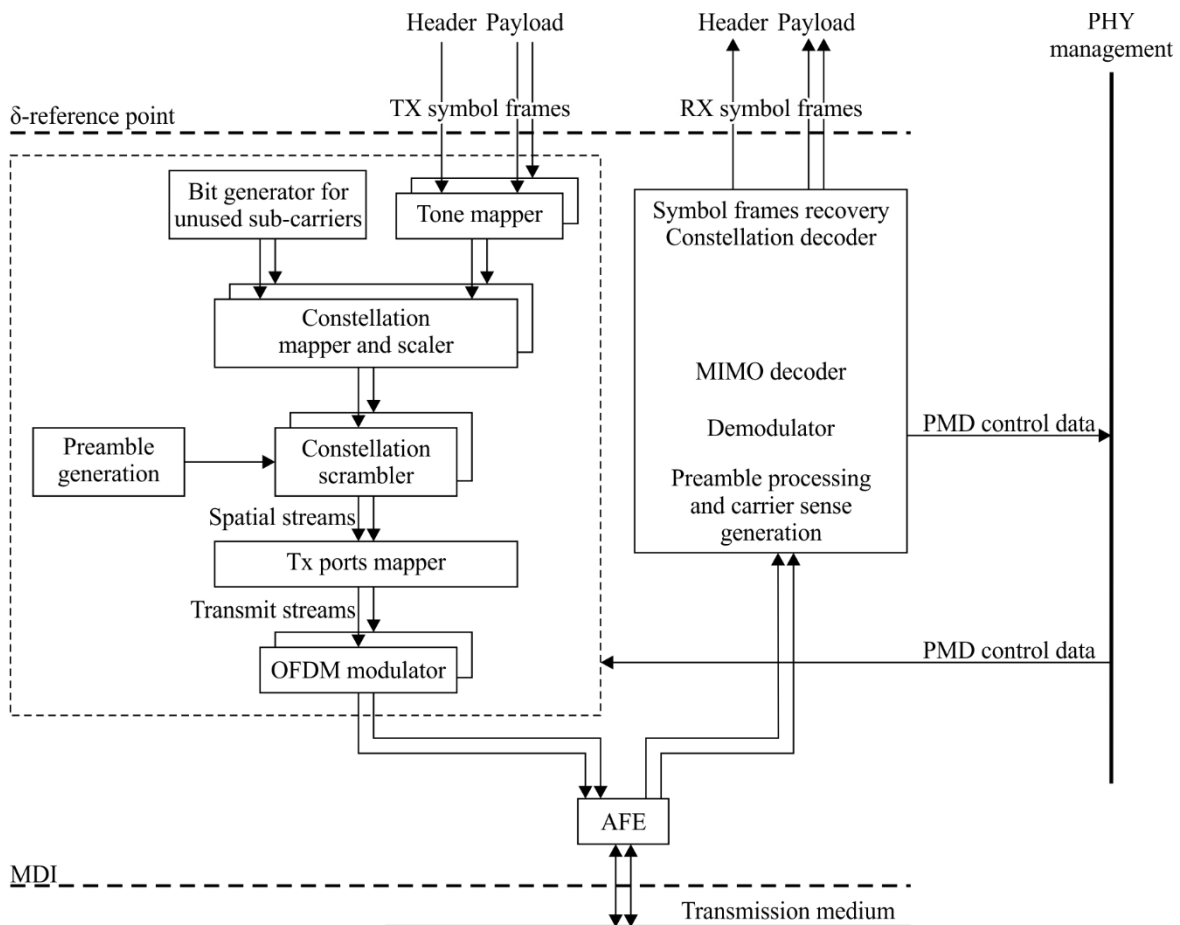 Header Payload
Header Payload
PHY
management
TX symbol frames
RX symbol frames
δ-reference point
Bit generator for
unused sub-carriers
Tone mapper
Symbol frames recovery
Constellation decoder
Constellation
mapper and scaler
MIMO decoder
PMD control data
Demodulator
Preamble
generation
Constellation
scrambler
Preamble processing
and carrier sense
generation
Spatial streams
Tx ports mapper
Transmit streams
OFDM modulator
PMD control data
AFE
MDI
Transmission medium